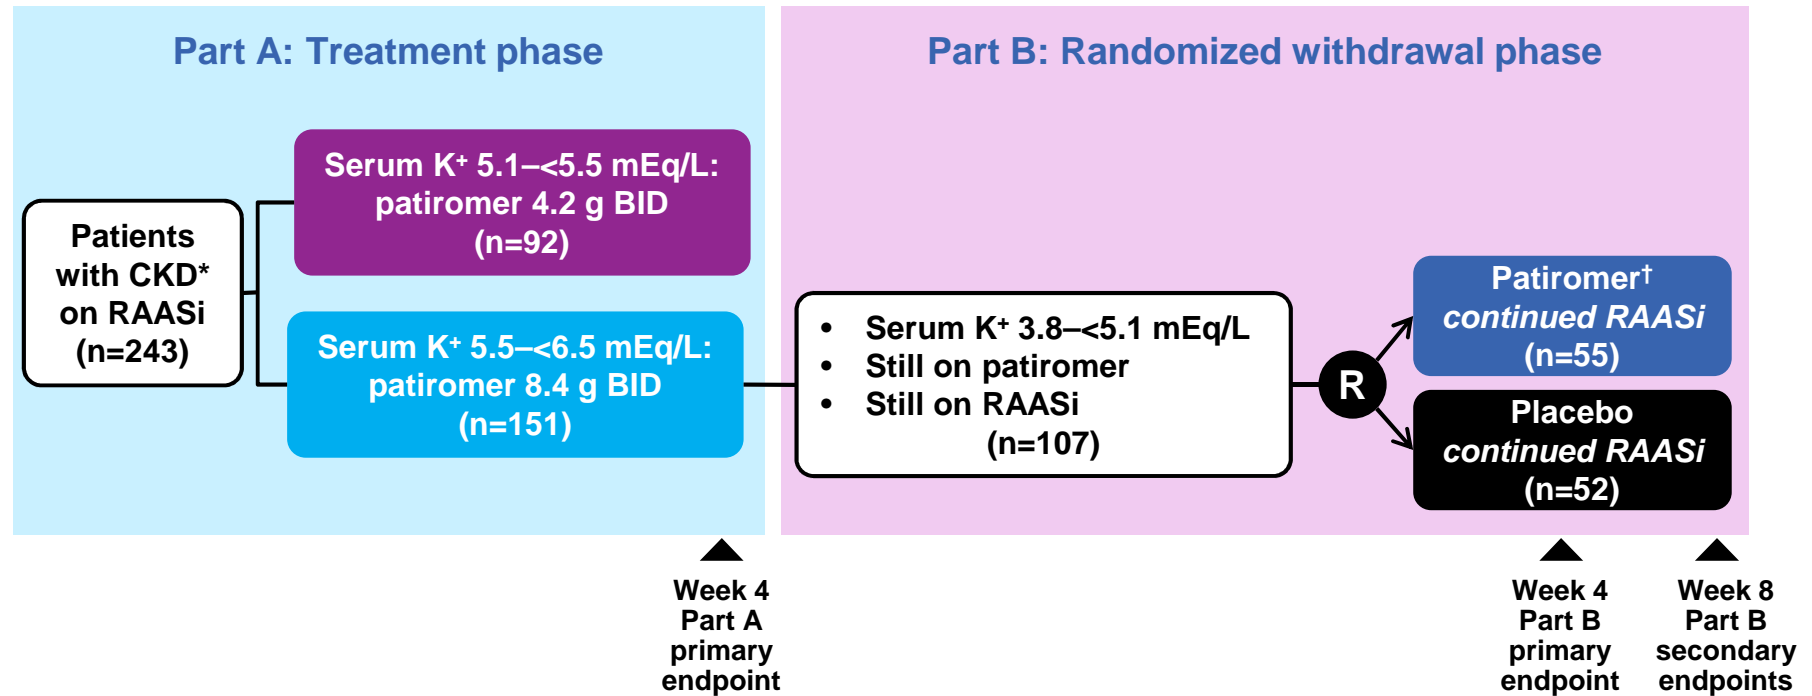 Part A: Treatment phase
Part B: Randomized withdrawal phase
Patients
with CKD*
on RAASi
(n=243)
Serum K⁺ 5.1–<5.5 mEq/L:
patiromer 4.2 g BID
(n=92)
Serum K⁺ 5.5–<6.5 mEq/L:
patiromer 8.4 g BID
(n=151)
• Serum K⁺ 3.8–<5.1 mEq/L
• Still on patiromer
• Still on RAASi
(n=107)
R
Patiromer†
continued RAASi
(n=55)
Placebo
continued RAASi
(n=52)
Week 4
Part A
primary
endpoint
Week 4
Part B
primary
endpoint
Week 8
Part B
secondary
endpoints